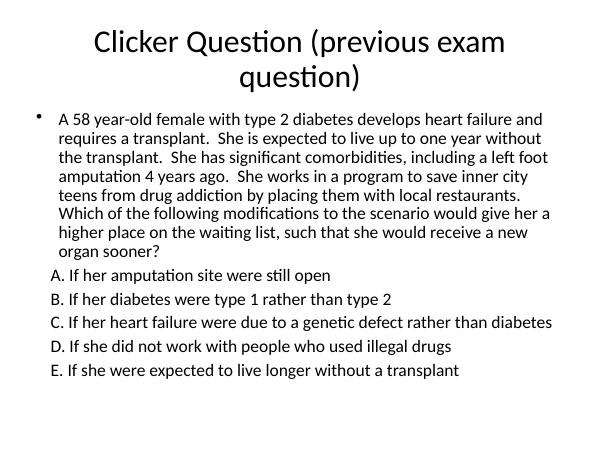 Clicker Question (previous exam
question)
• A 58 year-old female with type 2 diabetes develops heart failure and
requires a transplant.  She is expected to live up to one year without
the transplant.  She has significant comorbidities, including a left foot
amputation 4 years ago.  She works in a program to save inner city
teens from drug addiction by placing them with local restaurants.
Which of the following modifications to the scenario would give her a
higher place on the waiting list, such that she would receive a new
organ sooner?
A. If her amputation site were still open
B. If her diabetes were type 1 rather than type 2
C. If her heart failure were due to a genetic defect rather than diabetes
D. If she did not work with people who used illegal drugs
E. If she were expected to live longer without a transplant